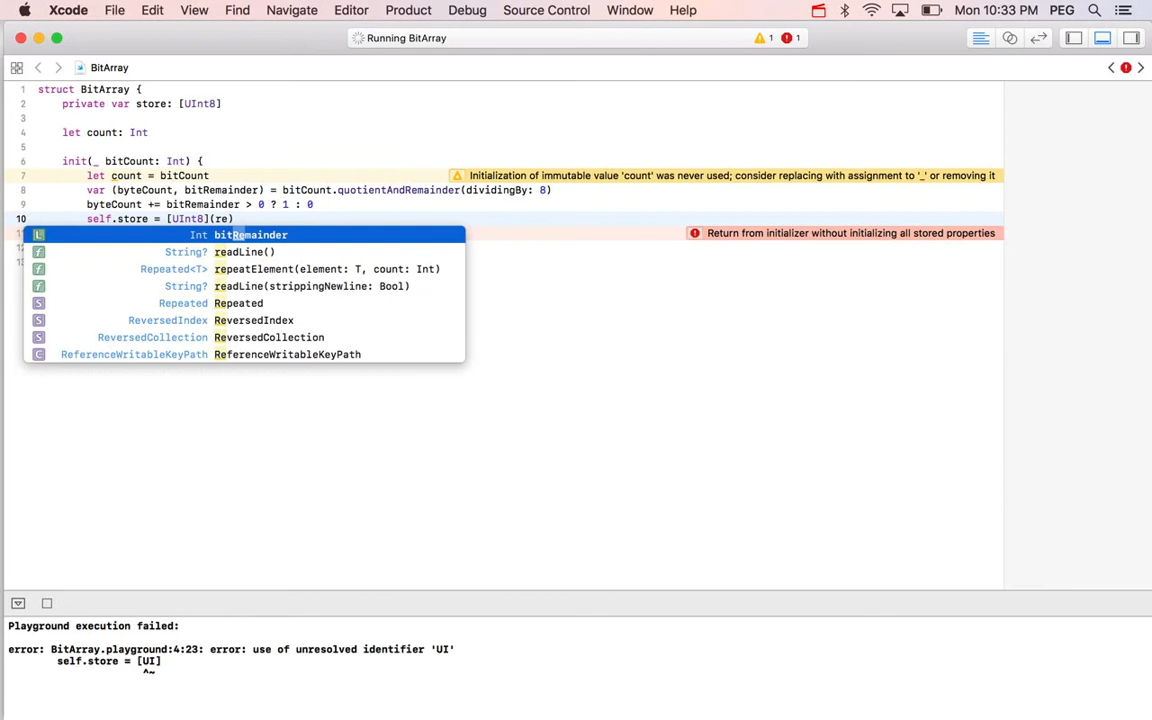 Xcode File Edit View Find Navigate Editor Product Debug Source Control Window Help Mon 10:33 PM PEG
Running BitArray 1 1
BitArray
1 struct BitArray {
2 private var store: [UInt8]
3
4 let count: Int
5
6 init(_ bitCount: Int) {
7 let count = bitCount Initialization of immutable value 'count' was never used; consider replacing with assignment to '_' or removing it
8 var (byteCount, bitRemainder) = bitCount.quotientAndRemainder(dividingBy: 8)
9 byteCount += bitRemainder > 0 ? 1 : 0
10 self.store = [UInt8](re)
Return from initializer without initializing all stored properties
L Int bitRemainder
f String? readLine()
f Repeated<T> repeatElement(element: T, count: Int)
f String? readLine(strippingNewline: Bool)
S Repeated Repeated
S ReversedIndex ReversedIndex
S ReversedCollection ReversedCollection
C ReferenceWritableKeyPath ReferenceWritableKeyPath
Playground execution failed:
error: BitArray.playground:4:23: error: use of unresolved identifier 'UI'
self.store = [UI]
^~